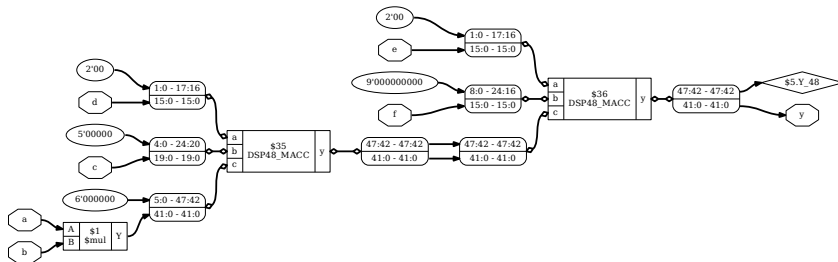 2'00
1:0 - 17:16
e
15:0 - 15:0
2'00
1:0 - 17:16
d
15:0 - 15:0
9'000000000
8:0 - 24:16
f
15:0 - 15:0
a
b
c
$36
DSP48_MACC
y
47:42 - 47:42
41:0 - 41:0
$5.Y_48
y
5'00000
4:0 - 24:20
c
19:0 - 19:0
a
b
c
$35
DSP48_MACC
y
47:42 - 47:42
41:0 - 41:0
47:42 - 47:42
41:0 - 41:0
6'000000
5:0 - 47:42
41:0 - 41:0
a
b
A
B
$1
$mul
Y